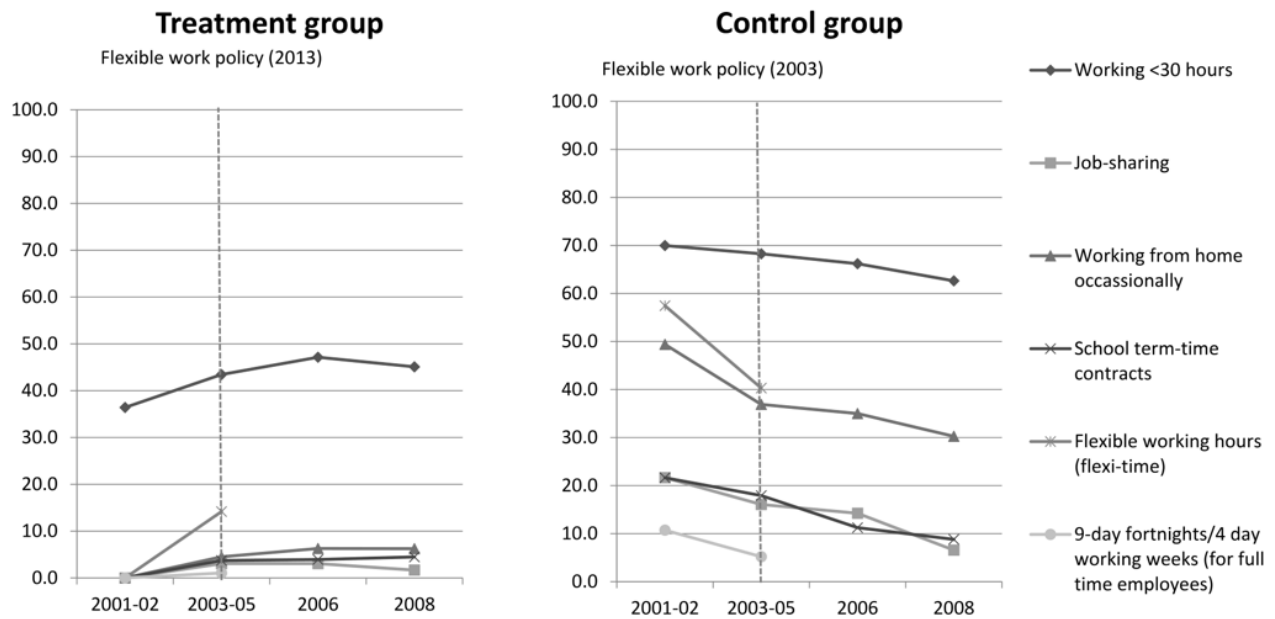 Treatment group
Flexible work policy (2013)
100.0
90.0
80.0
70.0
60.0
50.0
40.0
30.0
20.0
10.0
0.0
2001-02 2003-05 2006 2008
Control group
Flexible work policy (2003)
100.0
90.0
80.0
70.0
60.0
50.0
40.0
30.0
20.0
10.0
0.0
2001-02 2003-05 2006 2008
Working <30 hours
Job-sharing
Working from home
occassionally
School term-time
contracts
Flexible working hours
(flexi-time)
9-day fortnights/4 day
working weeks (for full
time employees)